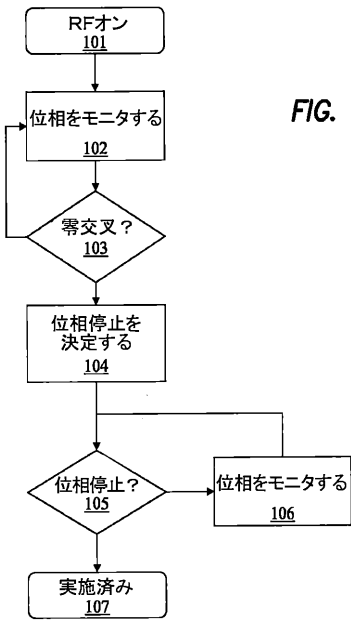 RFオン
101
位相をモニタする
102
FIG.
零交叉?
103
位相停止を
決定する
104
位相停止?
105
位相をモニタする
106
実施済み
107